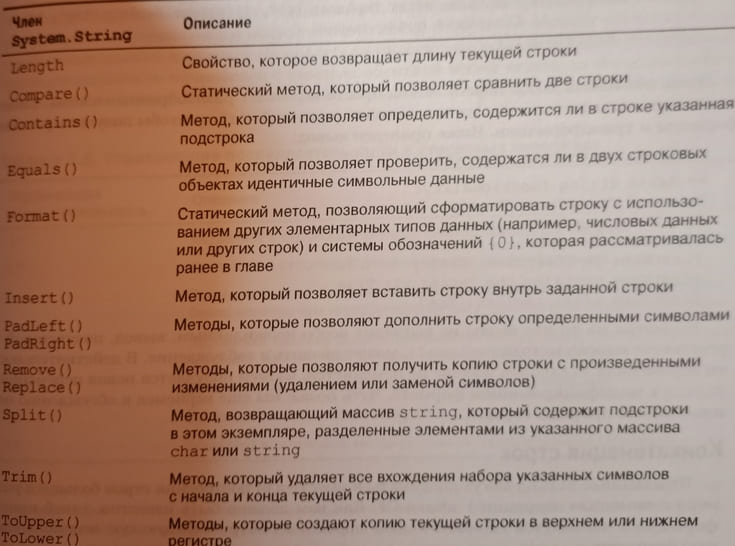 Член
System.String Описание
Length Свойство, которое возвращает длину текущей строки
Compare() Статический метод, который позволяет сравнить две строки
Contains() Метод, который позволяет определить, содержится ли в строке указанная
подстрока
Equals() Метод, который позволяет проверить, содержатся ли в двух строковых
объектах идентичные символьные данные
Format() Статический метод, позволяющий сформатировать строку с использо-
ванием других элементарных типов данных (например, числовых данных
или других строк) и системы обозначений {0}, которая рассматривалась
ранее в главе
Insert() Метод, который позволяет вставить строку внутрь заданной строки
PadLeft() Методы, которые позволяют дополнить строку определенными символами
PadRight()
Remove() Методы, которые позволяют получить копию строки с произведенными
Replace() изменениями (удалением или заменой символов)
Split() Метод, возвращающий массив string, который содержит подстроки
в этом экземпляре, разделенные элементами из указанного массива
char или string
Trim() Метод, который удаляет все вхождения набора указанных символов
с начала и конца текущей строки
ToUpper() Методы, которые создают копию текущей строки в верхнем или нижнем
ToLower() регистре